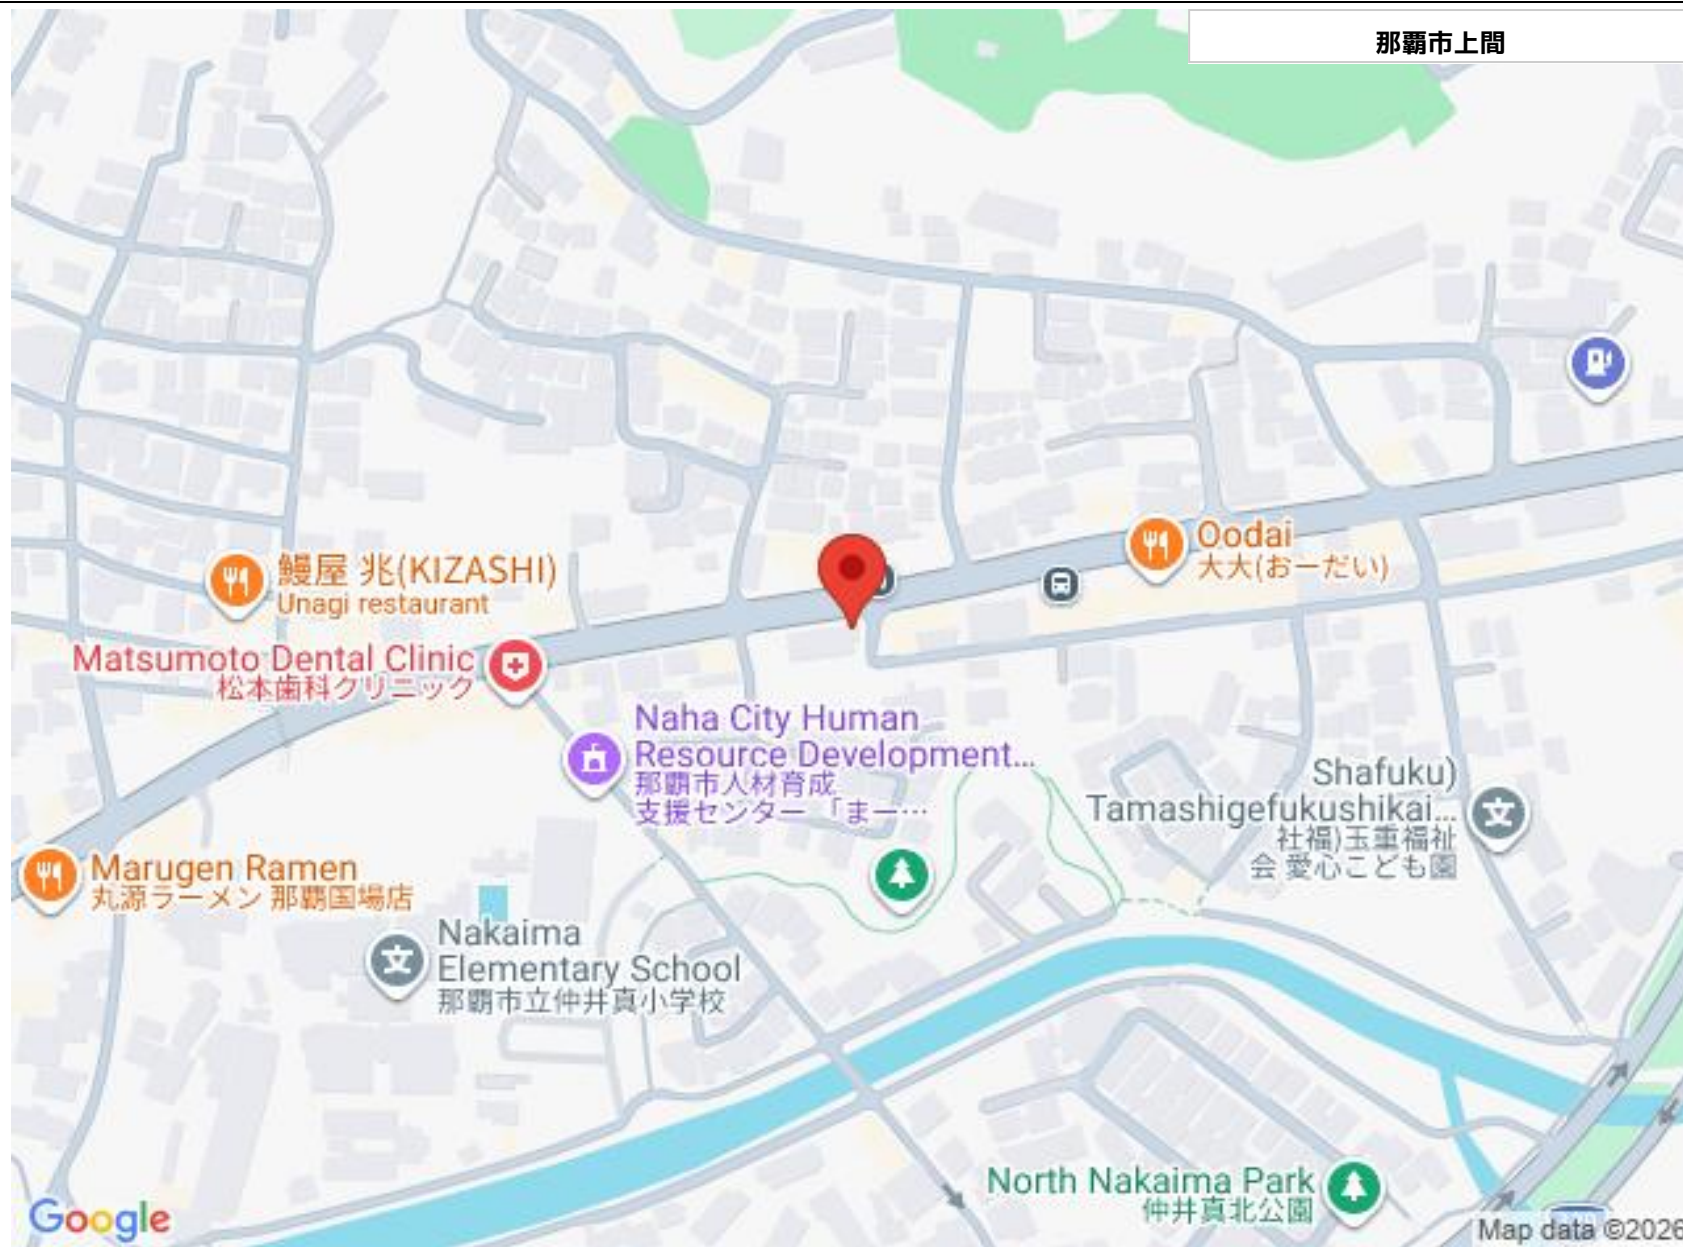 那覇市上間
Oodai
大大(おーだい)
鰻屋 兆(KIZASHI)
Unagi restaurant
Matsumoto Dental Clinic
松本歯科クリニック
Naha City Human
Resource Development...
那覇市人材育成
支援センター 「まー…
Shafuku)
Tamashigefukushikai...
社福)玉重福祉
会 愛心こども園
Marugen Ramen
丸源ラーメン 那覇国場店
Nakaima
Elementary School
那覇市立仲井真小学校
North Nakaima Park
仲井真北公園
Google
Map data ©2026